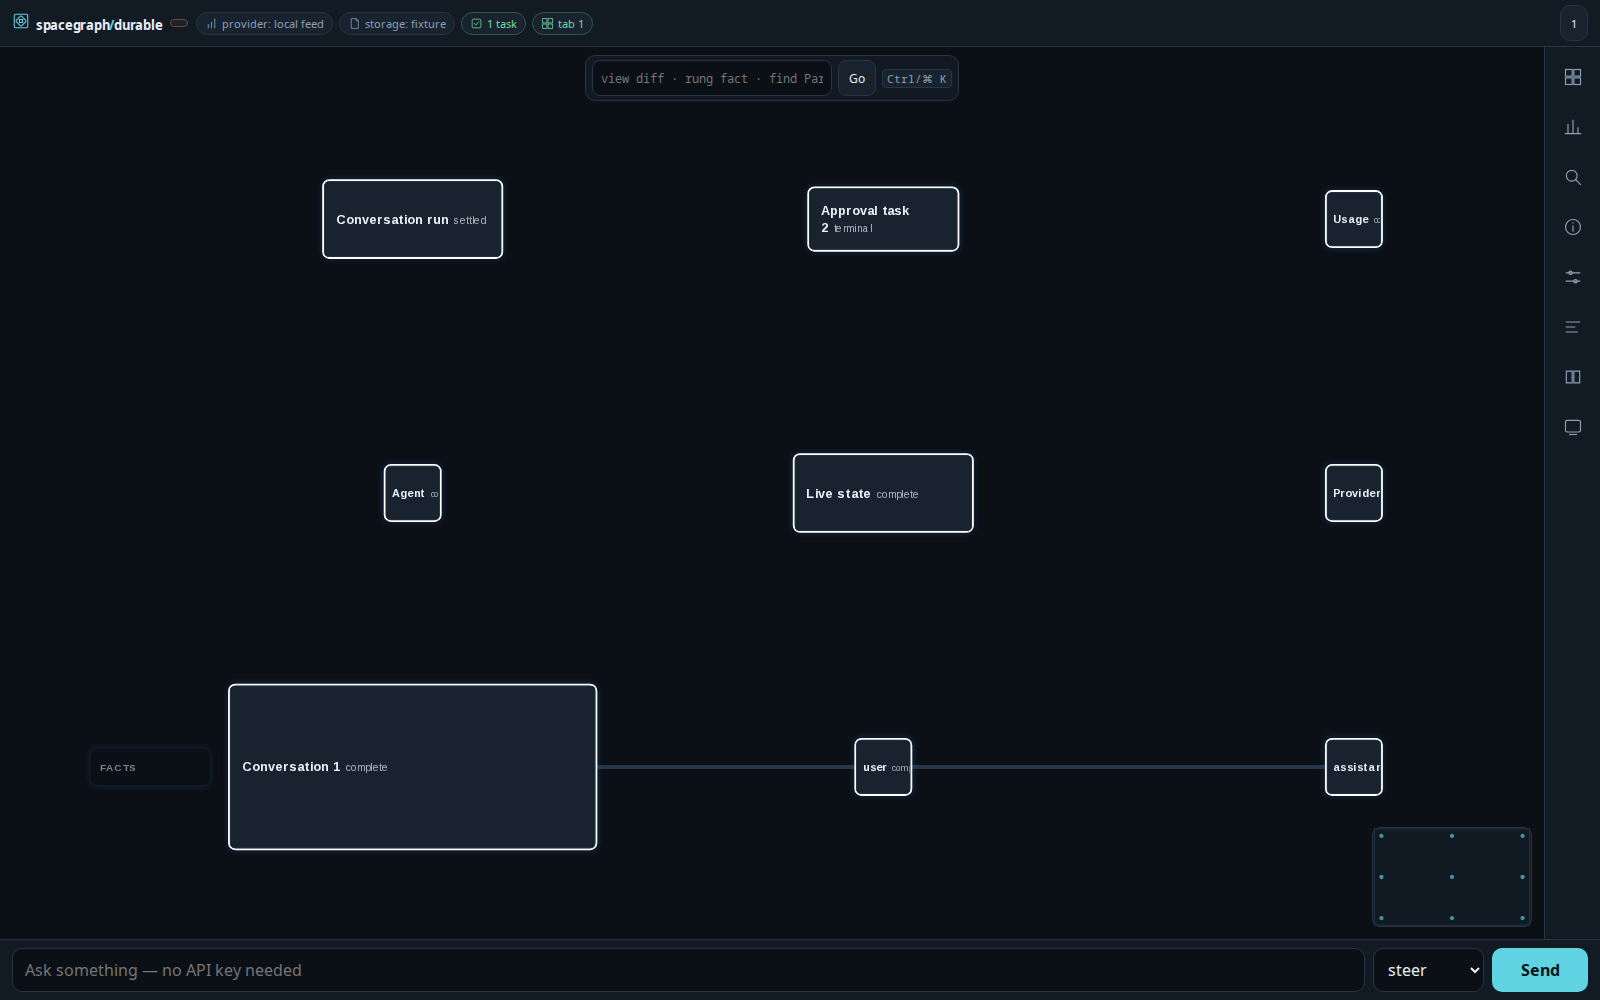 spacegraph/durable
provider: local feed
storage: fixture
1 task
tab 1
1
view diff · rung fact · find Par
Go
Ctrl/⌘ K
Conversation run settled
Approval task
2 terminal
Usage
Agent
Live state complete
Provider
FACTS
Conversation 1 complete
user comp
assistar
Ask something — no API key needed
steer
Send